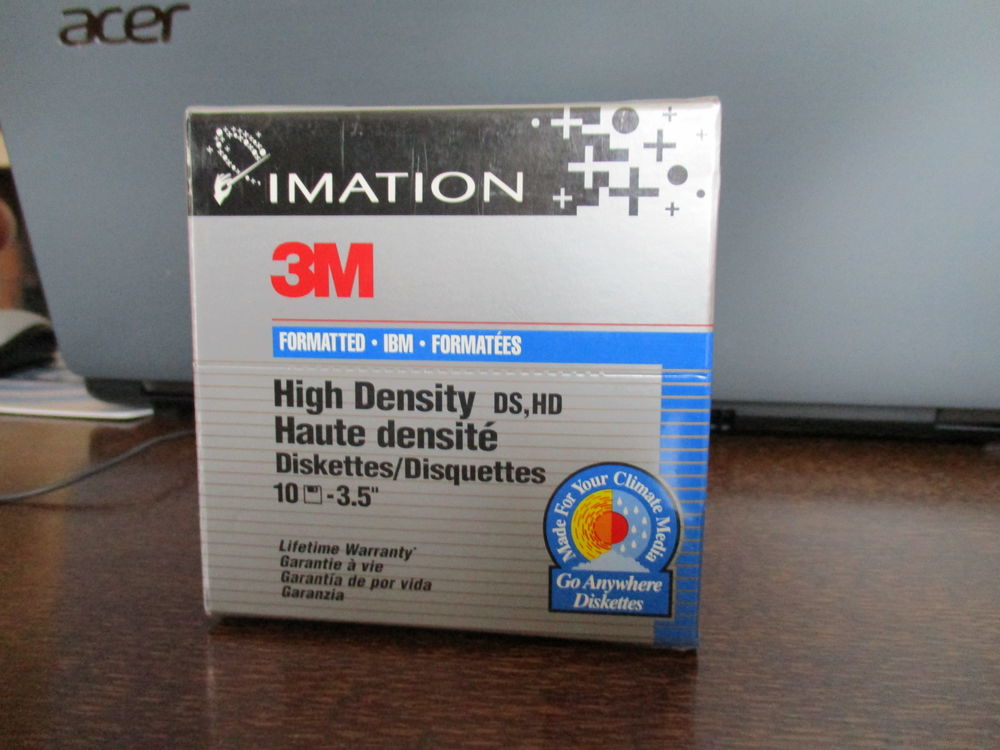 acer
IMATION
3M
FORMATTED • IBM • FORMATÉES
High Density DS, HD
Haute densité
Diskettes/Disquettes
10 -3.5"
Lifetime Warranty*
Garantie à vie
Garantía de por vida
Garanzia
Made For Your Climate Media
Go Anywhere
Diskettes